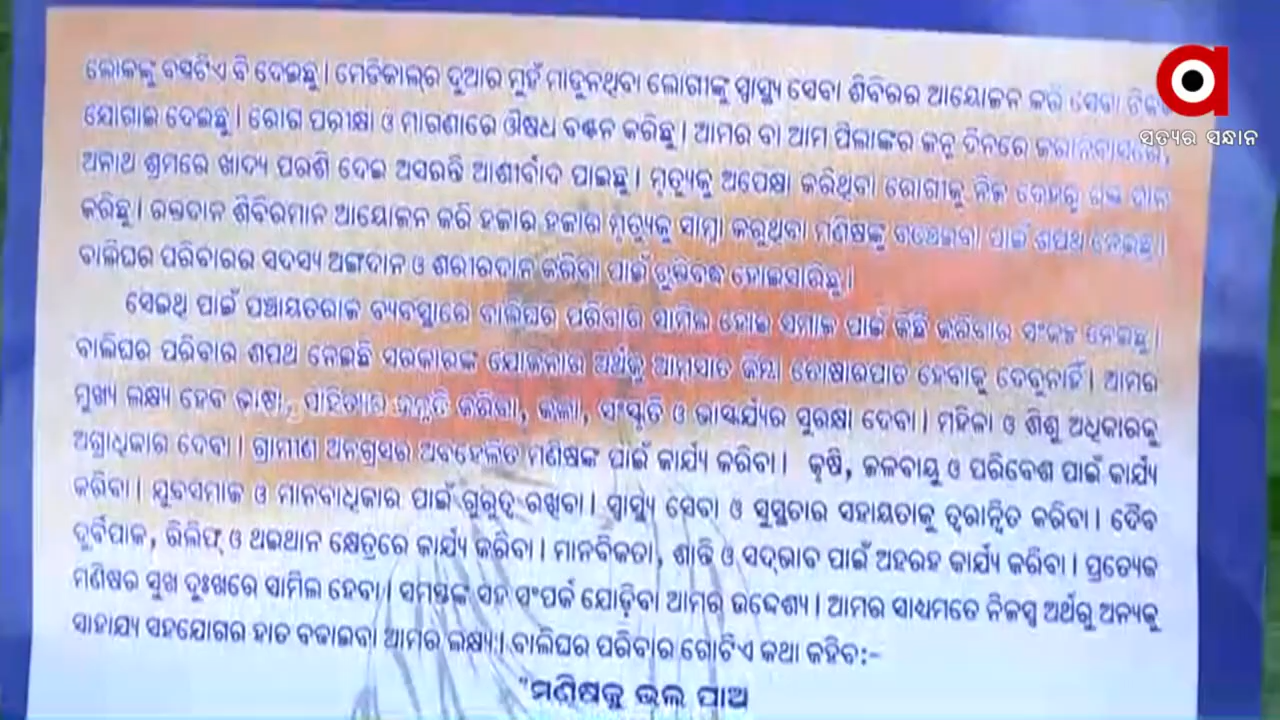 ଲୋକଙ୍କୁ ବସଟିଏ ବି ଦେଇଛୁ । ମେଡିକାଲ୍‌ର ଦୁଆର ମୁହଁ ମାଡୁନଥିବା ଲୋଗୀଙ୍କୁ ସ୍ୱାସ୍ଥ୍ୟ ସେବା ଶିବିରର ଆୟୋଜନ କରି ସେବା
ଯୋଗାଇ ଦେଇଛୁ । ରୋଗ ପରୀକ୍ଷା ଓ ମାଗଣାରେ ଔଷଧ ବଣ୍ଟନ କରିଛୁ । ଆମର ବା ଆମ ପିଲାଙ୍କର ଜନ୍ମ ଦିନରେ ଜରାନିବାସରେ,
ଅନାଥ ଶ୍ରମରେ ଖାଦ୍ୟ ପରଶି ଦେଇ ଅସରନ୍ତି ଆଶୀର୍ବାଦ ପାଇଛୁ । ମୃତ୍ୟୁକୁ ଅପେକ୍ଷା କରିଥିବା ରୋଗୀକୁ ନିଜ ଦେହରୁ ରକ୍ତ ଦାନ
କରିଛୁ । ରକ୍ତଦାନ ଶିବିରମାନ ଆୟୋଜନ କରି ହଜାର ହଜାର ମୃତ୍ୟୁକୁ ସାମ୍ନା କରୁଥିବା ମଣିଷଙ୍କୁ ବଞ୍ଚେଇବା ପାଇଁ ଶପଥ ନେଇଛୁ ।
ବାଲିଘର ପରିବାରର ସଦସ୍ୟ ଅଙ୍ଗଦାନ ଓ ଶରୀରଦାନ କରିବା ପାଇଁ ଚୁକ୍ତିବଦ୍ଧ ହୋଇସାରିଛୁ ।
ସେଇଥି ପାଇଁ ପଞ୍ଚାୟତରାଜ ବ୍ୟବସ୍ଥାରେ ବାଲିଘର ପରିବାର ସାମିଲ ହୋଇ ସମାଜ ପାଇଁ କିଛି କରିବାର ସଂକଳ୍ପ ନେଇଛୁ ।
ବାଲିଘର ପରିବାର ଶପଥ ନେଇଛି ସରକାରଙ୍କ ଯୋଜନାର ଅର୍ଥକୁ ଆତ୍ମସାତ କିମ୍ବା ତୋଷାରପାତ ହେବାକୁ ଦେବୁନାହିଁ । ଆମର
ମୁଖ୍ୟ ଲକ୍ଷ୍ୟ ହେବ ଭାଷା, ସାହିତ୍ୟର ଉନ୍ନତି କରିବା, କଳା, ସଂସ୍କୃତି ଓ ଭାସ୍କର୍ଯ୍ୟର ସୁରକ୍ଷା ଦେବା । ମହିଳା ଓ ଶିଶୁ ଅଧିକାରକୁ
ଅଗ୍ରାଧିକାର ଦେବା । ଗ୍ରାମୀଣ ଅନଗ୍ରସର ଅବହେଳିତ ମଣିଷଙ୍କ ପାଇଁ କାର୍ଯ୍ୟ କରିବା । କୃଷି, ଜଳବାୟୁ ଓ ପରିବେଶ ପାଇଁ କାର୍ଯ୍ୟ
କରିବା । ଯୁବସମାଜ ଓ ମାନବାଧିକାର ପାଇଁ ଗୁରୁତ୍ୱ ରଖିବା । ସ୍ୱାସ୍ଥ୍ୟ ସେବା ଓ ସୁସ୍ଥତାର ସହାୟତାକୁ ତ୍ୱରାନ୍ୱିତ କରିବା । ଦୈବ
ଦୁର୍ବିପାକ, ରିଲିଫ୍ ଓ ଥଇଥାନ କ୍ଷେତ୍ରରେ କାର୍ଯ୍ୟ କରିବା । ମାନବିକତା, ଶାନ୍ତି ଓ ସଦ୍‌ଭାବ ପାଇଁ ଅହରହ କାର୍ଯ୍ୟ କରିବା । ପ୍ରତ୍ୟେକ
ମଣିଷର ସୁଖ ଦୁଃଖରେ ସାମିଲ ହେବା । ସମସ୍ତଙ୍କ ସହ ସଂପର୍କ ଯୋଡ଼ିବା ଆମର ଉଦ୍ଦେଶ୍ୟ । ଆମର ସାଧ୍ୟମତେ ନିଜସ୍ୱ ଅର୍ଥରୁ ଅନ୍ୟକୁ
ସାହାଯ୍ୟ ସହଯୋଗର ହାତ ବଢାଇବା ଆମର ଲକ୍ଷ୍ୟ । ବାଲିଘର ପରିବାର ଗୋଟିଏ କଥା କହିବ:-
"ମଣିଷକୁ ଭଲ ପାଅ
ସତ୍ୟର ସନ୍ଧାନ